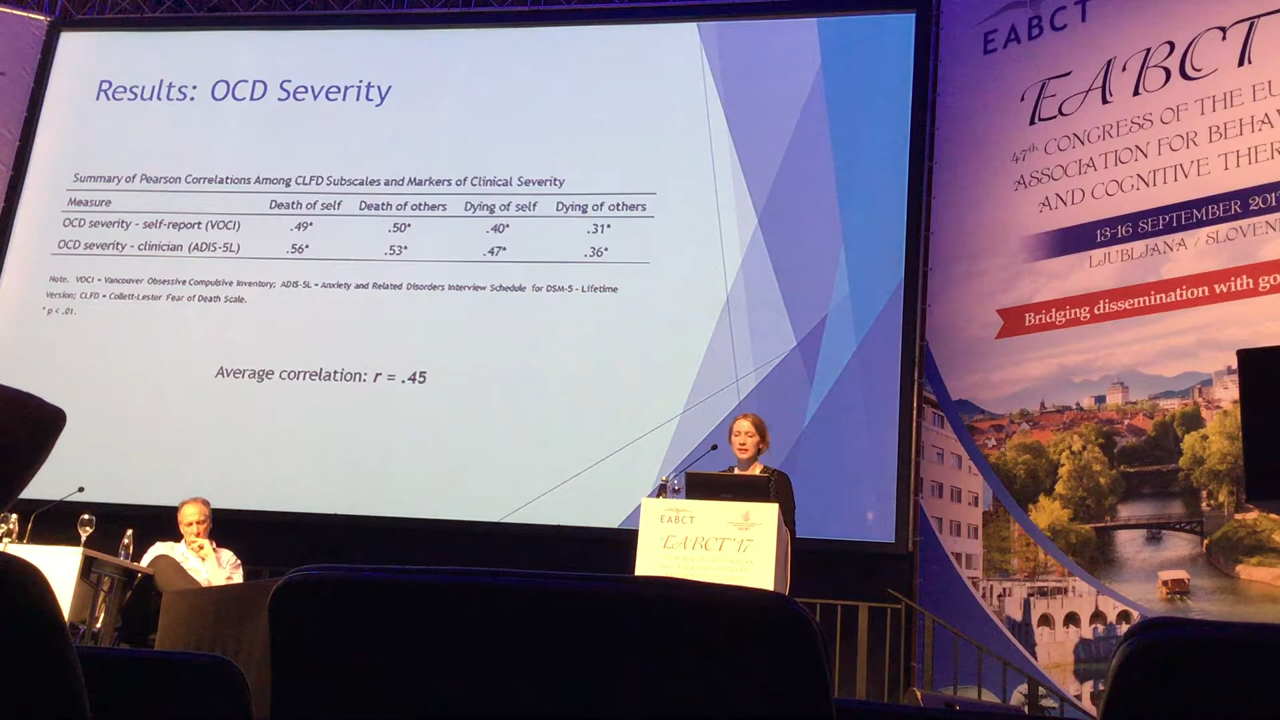 Results: OCD Severity
Summary of Pearson Correlations Among CLFD Subscales and Markers of Clinical Severity
Measure Death of self Death of others Dying of self Dying of others
OCD severity - self-report (VOCI) .49* .50* .40* .31*
OCD severity - clinician (ADIS-5L) .56* .53* .47* .36*
Note. VOCI = Vancouver Obsessive Compulsive Inventory; ADIS-5L = Anxiety and Related Disorders Interview Schedule for DSM-5 - Lifetime
Version; CLFD = Collett-Lester Fear of Death Scale.
* p < .01.
Average correlation: r = .45
EABCT
EABCT
47th CONGRESS OF THE EU
ASSOCIATION FOR BEHA
AND COGNITIVE THER
13-16 SEPTEMBER 201
LJUBLJANA / SLOVEN
Bridging dissemination with go
EABCT
EABCT'17